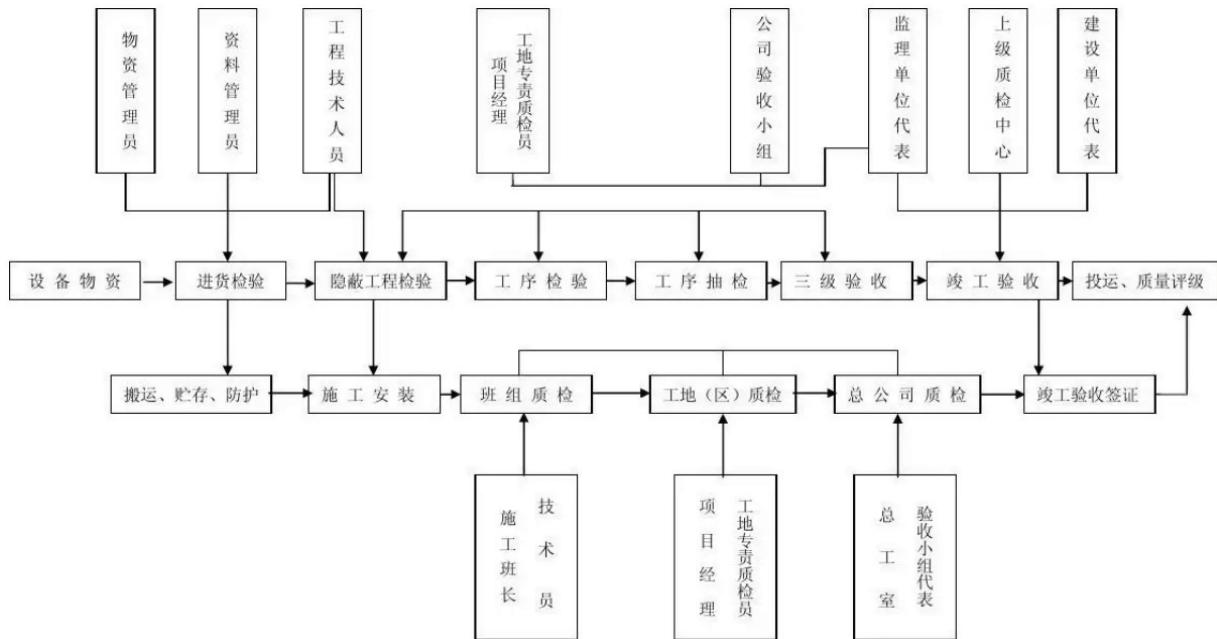 物资管理员
资料管理员
工程技术人员
工地专责质检员
项目经理
公司验收小组
监理单位代表
上级质检中心
建设单位代表
设备物资
进货检验
隐蔽工程检验
工序检验
工序抽检
三级验收
竣工验收
投运、质量评级
搬运、贮存、防护
施工安装
班组质检
工地（区）质检
总公司质检
竣工验收签证
技术员
施工班长
工地专责质检员
项目经理
验收小组代表
总工室